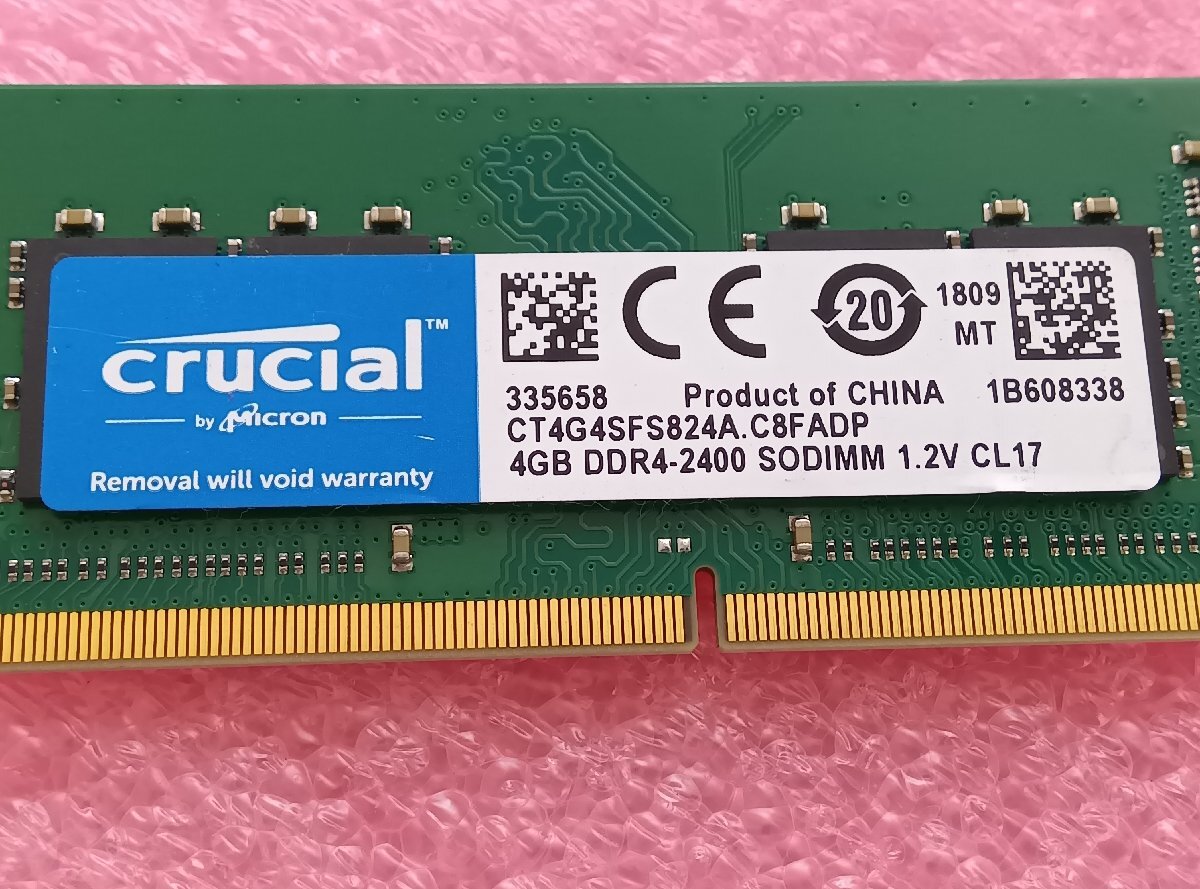 crucial™
by Micron
Removal will void warranty
CE 20 1809
MT
335658 Product of CHINA 1B608338
CT4G4SFS824A.C8FADP
4GB DDR4-2400 SODIMM 1.2V CL17